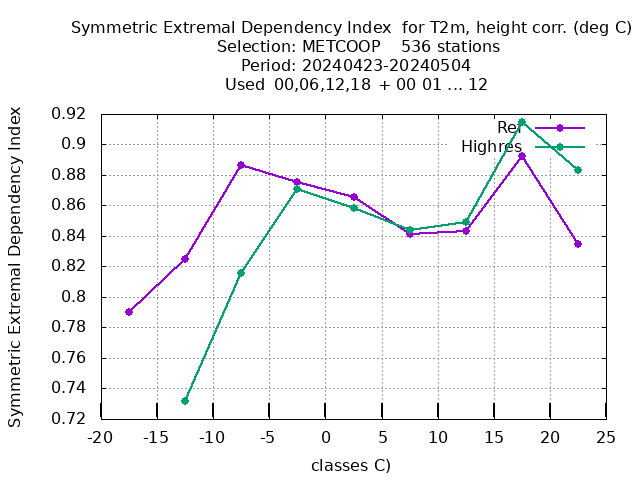 Symmetric Extremal Dependency Index  for T2m, height corr. (deg C)
Selection: METCOOP    536 stations
Period: 20240423-20240504
Used  00,06,12,18  + 00 01 ... 12
Symmetric Extremal Dependency Index
0.92
0.9
0.88
0.86
0.84
0.82
0.8
0.78
0.76
0.74
0.72
Ref
Highres
-20
-15
-10
-5
0
5
10
15
20
25
classes C)